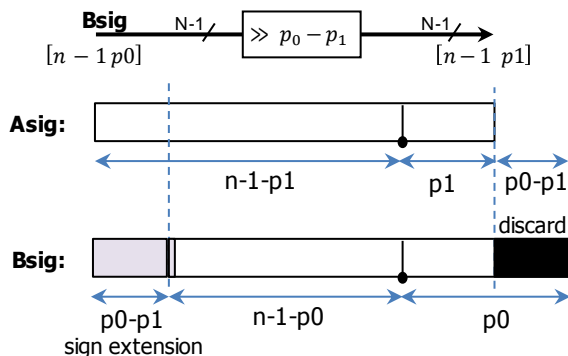 Bsig
N-1
≫ p₀ − p₁
N-1
[n − 1 p0]
[n − 1 p1]
Asig:
n-1-p1
p1
p0-p1
discard
Bsig:
p0-p1
n-1-p0
p0
sign extension